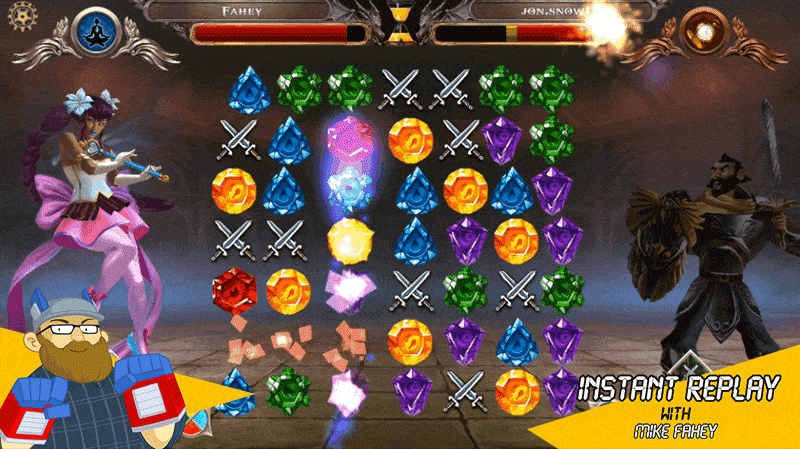 FAHEY
JON.SNOW
INSTANT REPLAY
WITH
MIKE FAHEY